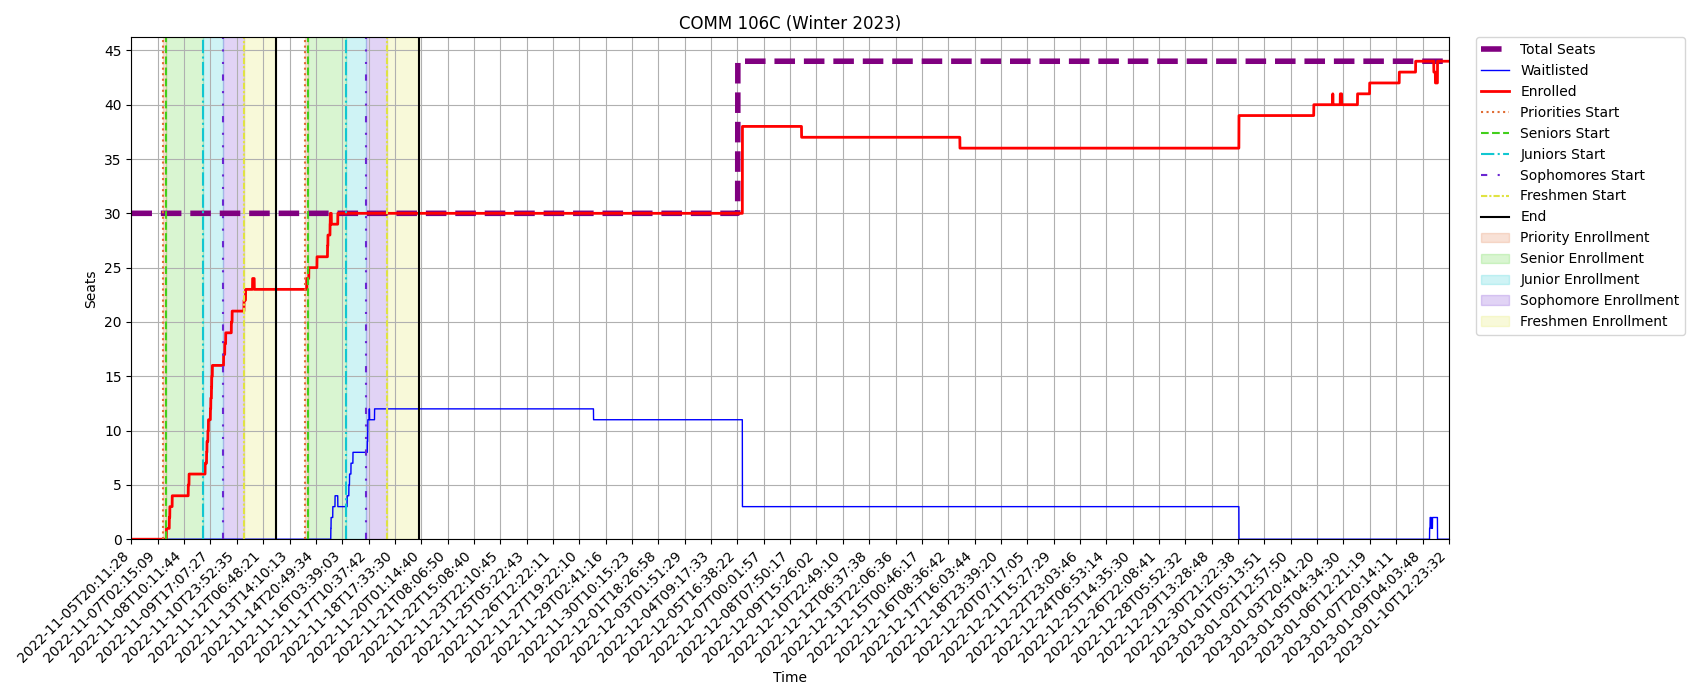 COMM 106C (Winter 2023)
45
40
35
30
25
20
15
10
5
0
Seats
2022-11-05T20:11:28
2022-11-07T02:15:09
2022-11-08T10:11:44
2022-11-09T17:07:27
2022-11-10T23:52:35
2022-11-12T06:48:21
2022-11-13T14:10:13
2022-11-14T20:49:34
2022-11-16T03:39:03
2022-11-17T10:37:42
2022-11-18T17:33:30
2022-11-20T01:14:40
2022-11-21T08:06:50
2022-11-22T15:08:40
2022-11-23T22:10:45
2022-11-25T05:22:43
2022-11-26T12:22:11
2022-11-27T19:22:10
2022-11-29T02:41:16
2022-11-30T10:15:23
2022-12-01T18:26:58
2022-12-03T01:51:29
2022-12-04T09:17:33
2022-12-05T16:38:22
2022-12-07T00:01:57
2022-12-08T07:50:17
2022-12-09T15:26:02
2022-12-10T22:49:10
2022-12-12T06:37:38
2022-12-13T15:22:06:36
2022-12-15T00:46:17
2022-12-16T08:36:42
2022-12-17T16:03:44
2022-12-18T23:39:20
2022-12-20T07:17:05
2022-12-21T15:27:29
2022-12-22T23:03:46
2022-12-24T06:53:14
2022-12-25T14:35:30
2022-12-26T22:08:41
2022-12-28T05:52:32
2022-12-29T13:28:48
2022-12-30T21:22:38
2023-01-01T05:13:51
2023-01-02T12:57:50
2023-01-03T20:41:20
2023-01-05T04:34:30
2023-01-06T12:21:19
2023-01-07T20:14:11
2023-01-09T04:03:48
2023-01-10T12:23:32
Time
Total Seats
Waitlisted
Enrolled
Priorities Start
Seniors Start
Juniors Start
Sophomores Start
Freshmen Start
End
Priority Enrollment
Senior Enrollment
Junior Enrollment
Sophomore Enrollment
Freshmen Enrollment